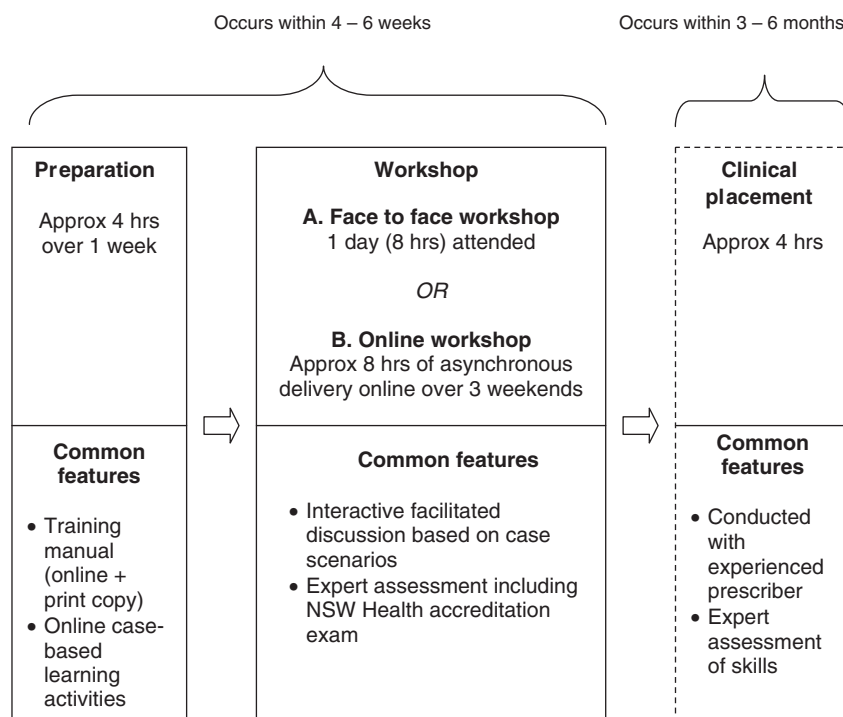 Occurs within 4 – 6 weeks
Occurs within 3 – 6 months
Preparation
Approx 4 hrs
over 1 week
Common
features
• Training
manual
(online +
print copy)
• Online case-
based
learning
activities
Workshop
A. Face to face workshop
1 day (8 hrs) attended
OR
B. Online workshop
Approx 8 hrs of asynchronous
delivery online over 3 weekends
Common features
• Interactive facilitated
discussion based on case
scenarios
• Expert assessment including
NSW Health accreditation
exam
Clinical
placement
Approx 4 hrs
Common
features
• Conducted
with
experienced
prescriber
• Expert
assessment
of skills